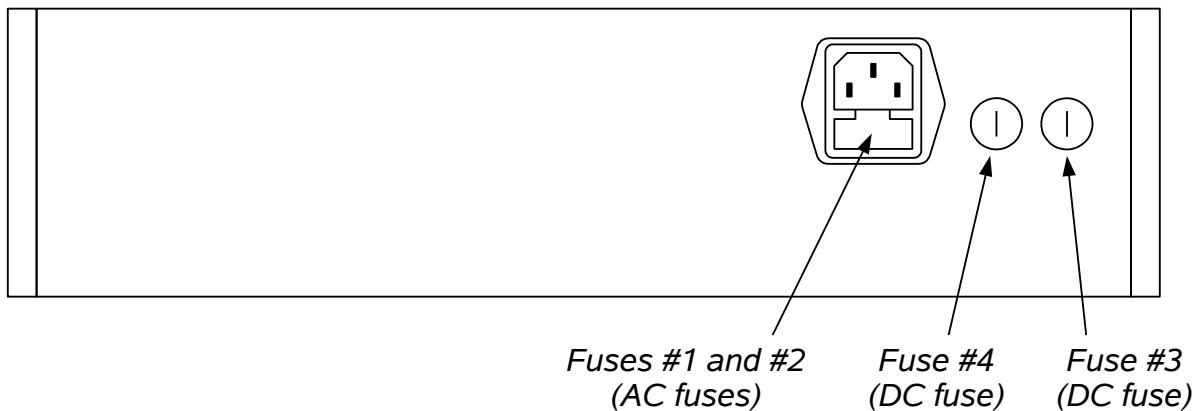 Fuses #1 and #2
(AC fuses)
Fuse #4
(DC fuse)
Fuse #3
(DC fuse)